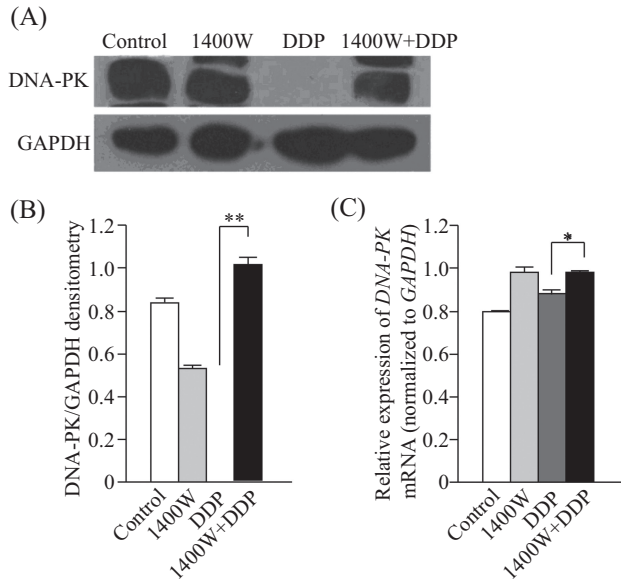 (A)
Control 1400W DDP 1400W+DDP
DNA-PK
GAPDH
(B)
DNA-PK/GAPDH densitometry
1.2
1.0
0.8
0.6
0.4
0.2
0
**
Control
1400W
DDP
1400W+DDP
(C)
Relative expression of DNA-PK
mRNA (normalized to GAPDH)
1.2
1.0
0.8
0.6
0.4
0.2
0
*
Control
1400W
DDP
1400W+DDP